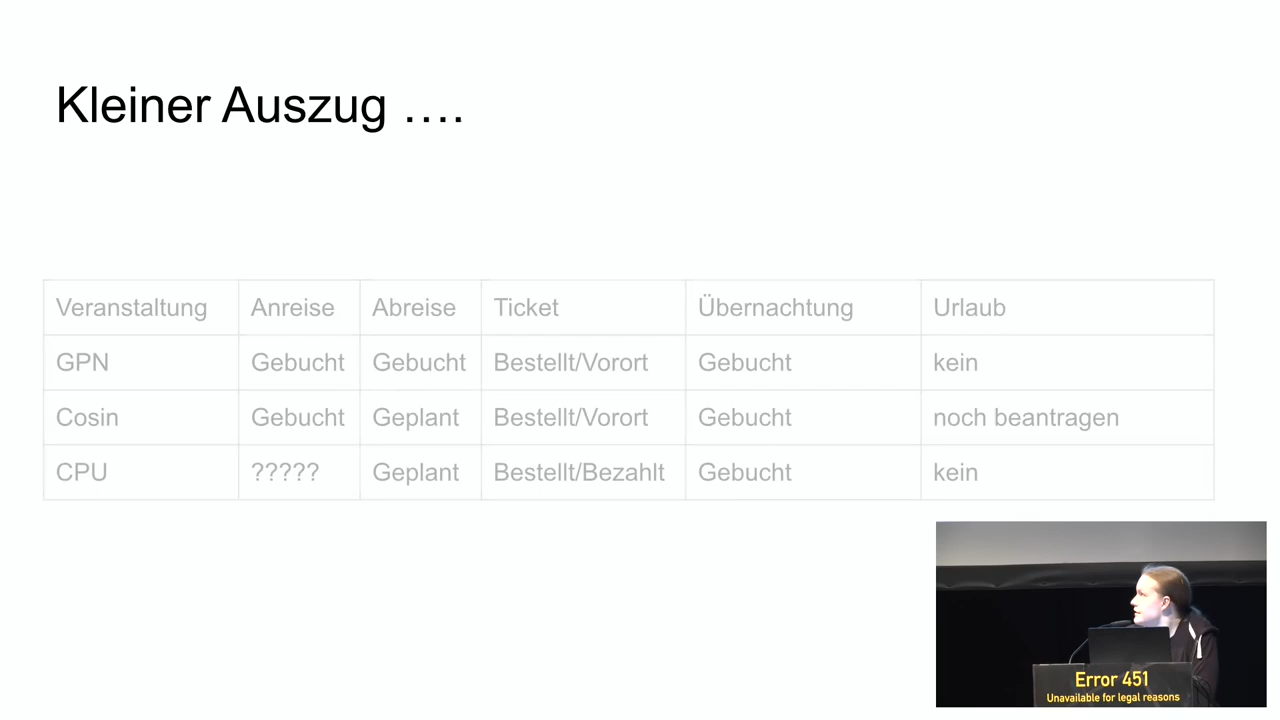 Kleiner Auszug ….
Veranstaltung Anreise Abreise Ticket Übernachtung Urlaub
GPN Gebucht Gebucht Bestellt/Vorort Gebucht kein
Cosin Gebucht Geplant Bestellt/Vorort Gebucht noch beantragen
CPU ????? Geplant Bestellt/Bezahlt Gebucht kein
Error 451
Unavailable for legal reasons